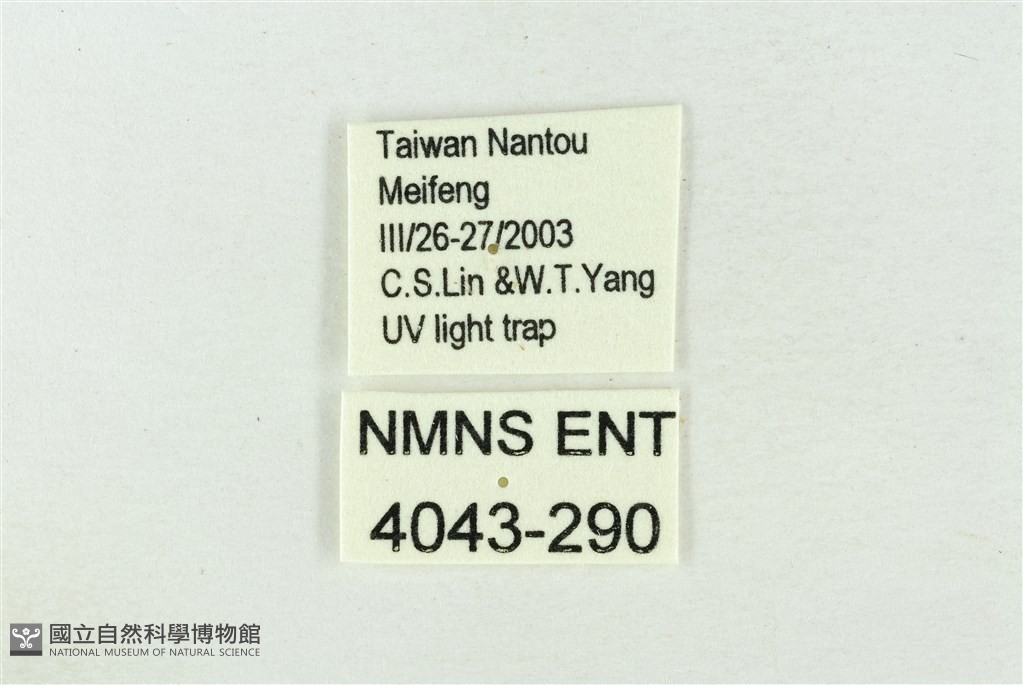 Taiwan Nantou
Meifeng
III/26-27/2003
C.S.Lin &W.T.Yang
UV light trap
NMNS ENT
4043-290
國立自然科學博物館
NATIONAL MUSEUM OF NATURAL SCIENCE